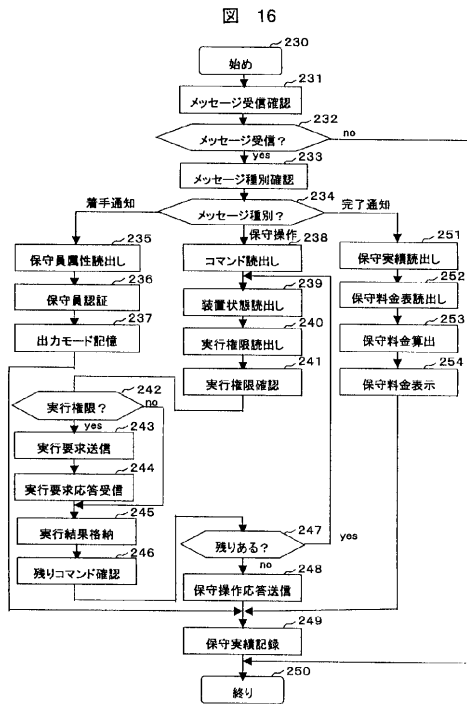 図 16
230
始め
231
メッセージ受信確認
232
メッセージ受信？
no
yes
233
メッセージ種別確認
234
メッセージ種別？
着手通知
保守操作
完了通知
235
保守員属性読出し
236
保守員認証
237
出力モード記憶
238
コマンド読出し
239
装置状態読出し
240
実行権限読出し
241
実行権限確認
251
保守実績読出し
252
保守料金表読出し
253
保守料金算出
254
保守料金表示
242
実行権限？
no
yes
243
実行要求送信
244
実行要求応答受信
245
実行結果格納
246
残りコマンド確認
247
残りある？
yes
no
248
保守操作応答送信
249
保守実績記録
250
終り